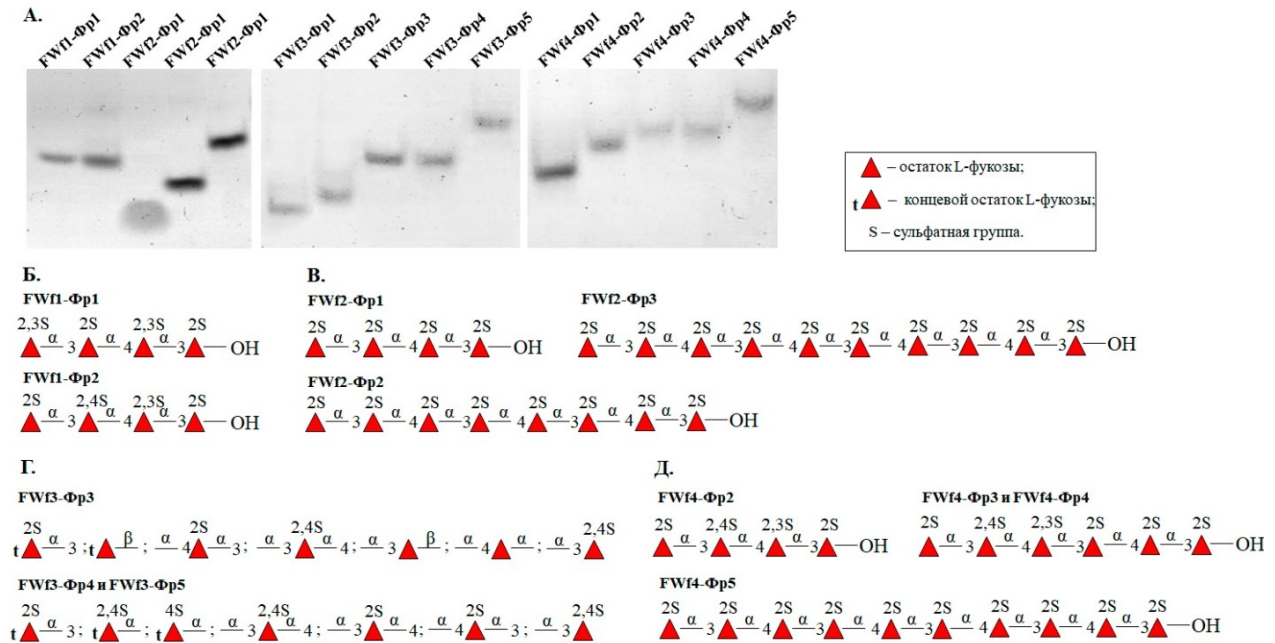 А.
FWf1-Фр1 FWf1-Фр2 FWf2-Фр1 FWf2-Фр1 FWf2-Фр1 FWf3-Фр1 FWf3-Фр2 FWf3-Фр3 FWf3-Фр4 FWf3-Фр5 FWf4-Фр1 FWf4-Фр2 FWf4-Фр3 FWf4-Фр4 FWf4-Фр5
– остаток L-фукозы;
t – концевой остаток L-фукозы;
S – сульфатная группа.
Б.
FWf1-Фр1
2,3S 2S 2,3S 2S
α 3 α 4 α 3 OH
FWf1-Фр2
2S 2,4S 2,3S 2S
α 3 α 4 α 3 OH
В.
FWf2-Фр1
2S 2S 2S 2S
α 3 α 4 α 3 OH
FWf2-Фр3
2S 2S 2S 2S 2S 2S 2S 2S 2S 2S
α 3 α 4 α 3 α 4 α 3 α 4 α 3 α 4 α 3 OH
FWf2-Фр2
2S 2S 2S 2S 2S 2S 2S 2S
α 3 α 4 α 3 α 4 α 3 α 4 α 3 OH
Г.
FWf3-Фр3
2S 2S 2,4S 2,4S
t α 3 ; t β ; α 4 α 3 ; α 3 α 4 ; α 3 β ; α 4 α ; α 3
FWf3-Фр4 и FWf3-Фр5
2S 2,4S 4S 2,4S 2S 2S 2,4S
t α 3 ; t α ; t α ; α 3 α 4 ; α 3 α 4 ; α 4 α 3 ; α 3
Д.
FWf4-Фр2
2S 2,4S 2,3S 2S
α 3 α 4 α 3 OH
FWf4-Фр3 и FWf4-Фр4
2S 2,4S 2,3S 2S 2S 2S
α 3 α 4 α 3 α 4 α 3 OH
FWf4-Фр5
2S 2S 2S 2S 2S 2S 2S 2S 2S 2S
α 3 α 4 α 3 α 4 α 3 α 4 α 3 α 4 α 3 OH